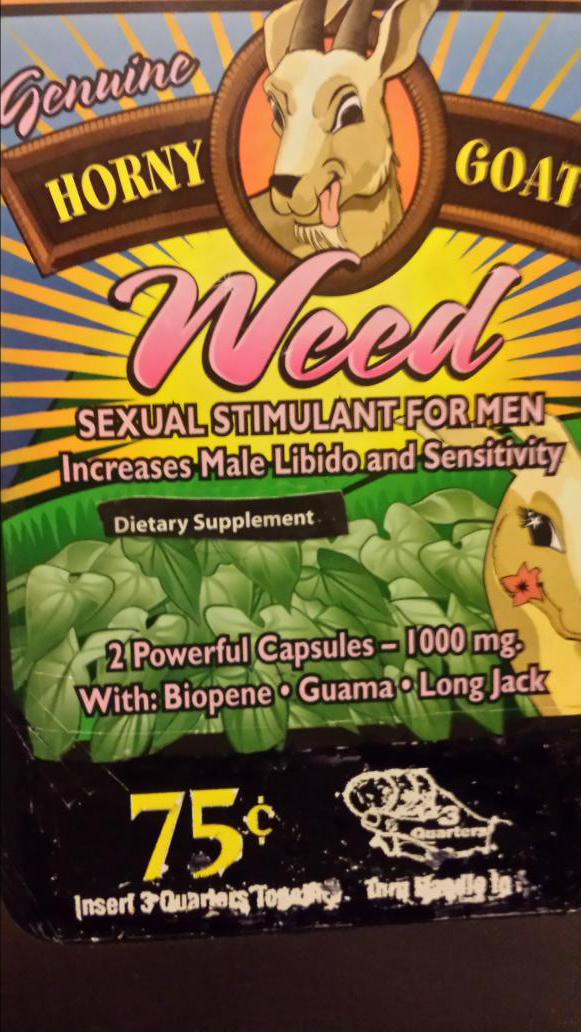 Genuine
HORNY GOAT
Weed
SEXUAL STIMULANT FOR MEN
Increases Male Libido and Sensitivity
Dietary Supplement
2 Powerful Capsules – 1000 mg.
With: Biopene • Guama • Long Jack
75¢
3
Quarters
Insert 3 Quarters